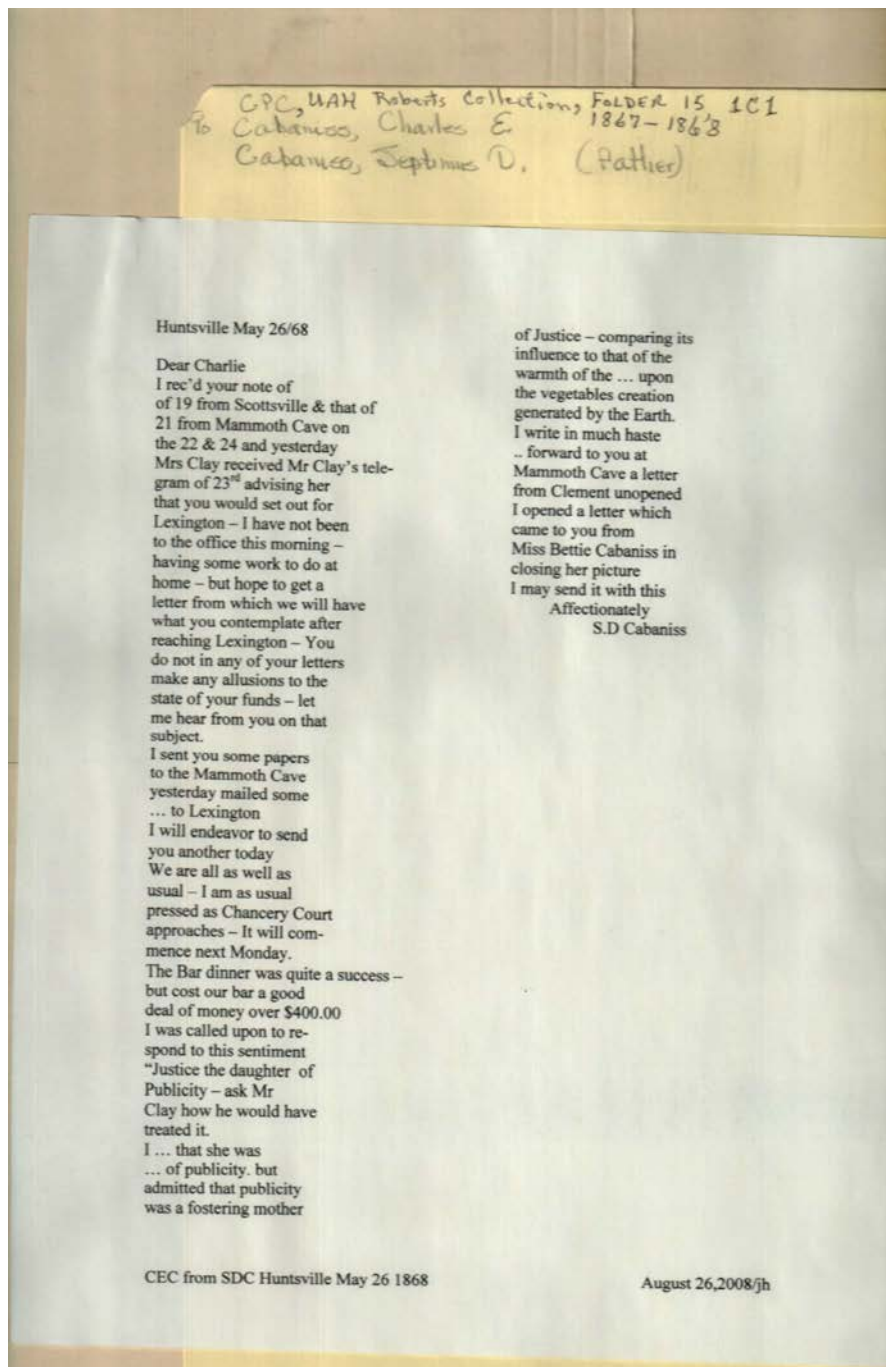 GPC, UAH Roberts Collection, FOLDER 15 1C1
To Cabaniss, Charles E 1867-1868
Cabaniss, Septimus D. (Father)
Huntsville May 26/68
Dear Charlie
I rec'd your note of
of 19 from Scottsville & that of
21 from Mammoth Cave on
the 22 & 24 and yesterday
Mrs Clay received Mr Clay's tele-
gram of 23rd advising her
that you would set out for
Lexington – I have not been
to the office this morning –
having some work to do at
home – but hope to get a
letter from which we will have
what you contemplate after
reaching Lexington – You
do not in any of your letters
make any allusions to the
state of your funds – let
me hear from you on that
subject.
I sent you some papers
to the Mammoth Cave
yesterday mailed some
... to Lexington
I will endeavor to send
you another today
We are all as well as
usual – I am as usual
pressed as Chancery Court
approaches – It will com-
mence next Monday.
The Bar dinner was quite a success –
but cost our bar a good
deal of money over $400.00
I was called upon to re-
spond to this sentiment
"Justice the daughter of
Publicity – ask Mr
Clay how he would have
treated it.
I ... that she was
... of publicity. but
admitted that publicity
was a fostering mother
of Justice – comparing its
influence to that of the
warmth of the ... upon
the vegetables creation
generated by the Earth.
I write in much haste
.. forward to you at
Mammoth Cave a letter
from Clement unopened
I opened a letter which
came to you from
Miss Bettie Cabaniss in
closing her picture
I may send it with this
Affectionately
S.D Cabaniss
CEC from SDC Huntsville May 26 1868
August 26,2008/jh